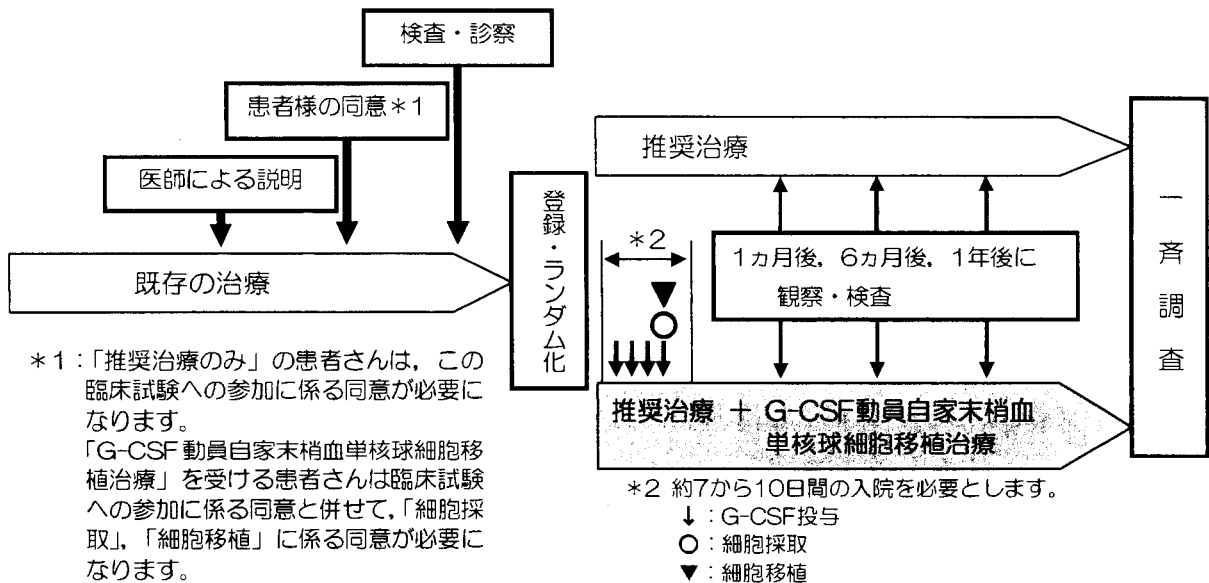 検査・診察
患者様の同意*1
医師による説明
既存の治療
登録・ランダム化
推奨治療
*2
1ヵ月後，6ヵ月後，1年後に
観察・検査
推奨治療 + G-CSF動員自家末梢血
単核球細胞移植治療
一斉調査
*1：「推奨治療のみ」の患者さんは，この
臨床試験への参加に係る同意が必要に
なります。
「G-CSF動員自家末梢血単核球細胞移
植治療」を受ける患者さんは臨床試験
への参加に係る同意と併せて，「細胞採
取」，「細胞移植」に係る同意が必要に
なります。
*2 約7から10日間の入院を必要とします。
↓：G-CSF投与
○：細胞採取
▼：細胞移植